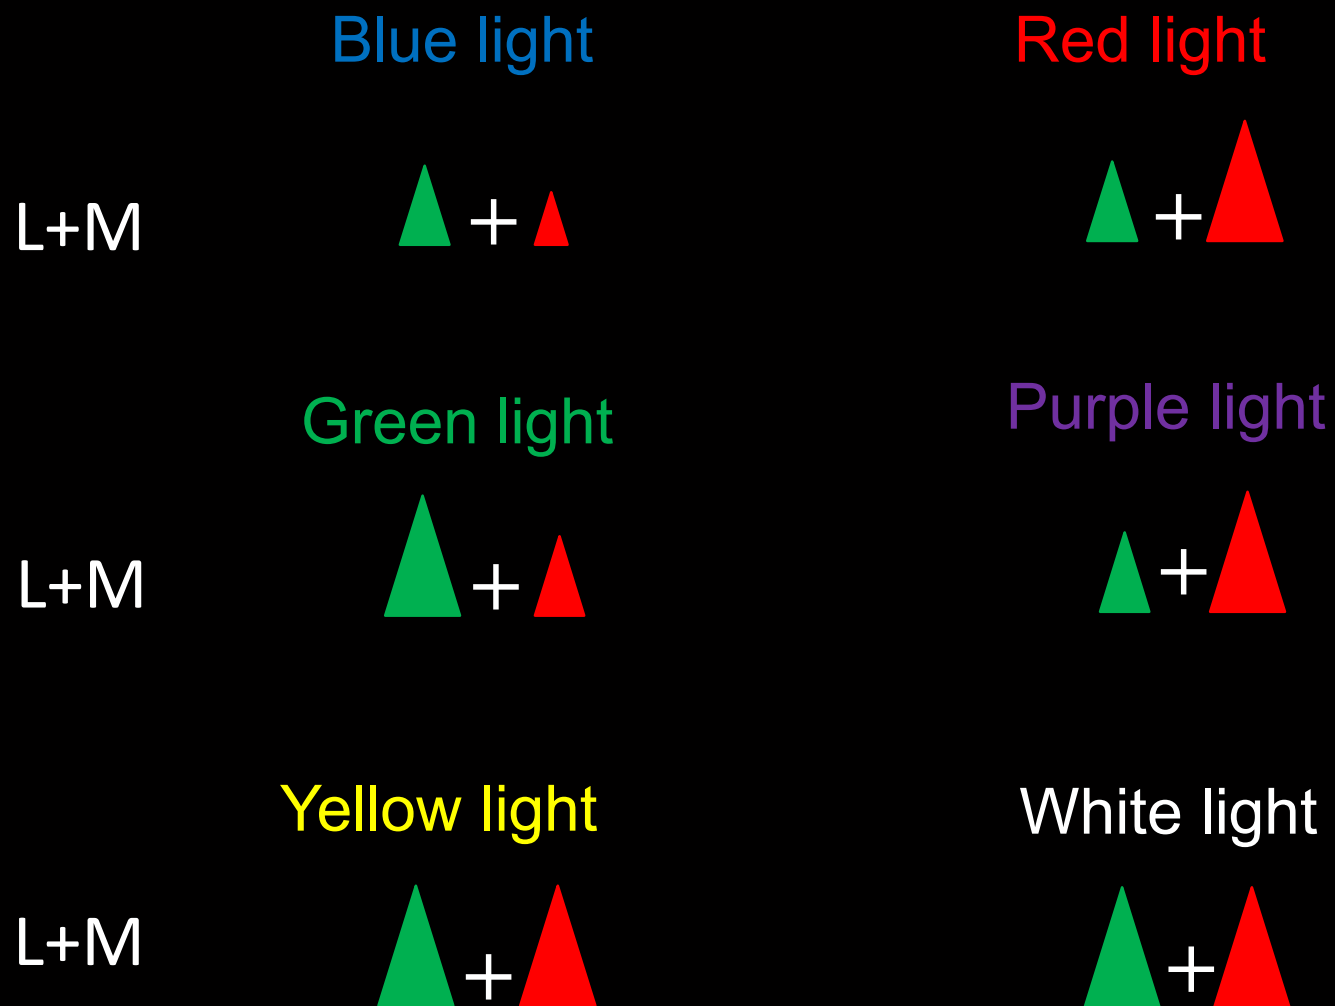 Blue light
Red light
L+M
+
+
Green light
Purple light
L+M
+
+
Yellow light
White light
L+M
+
+